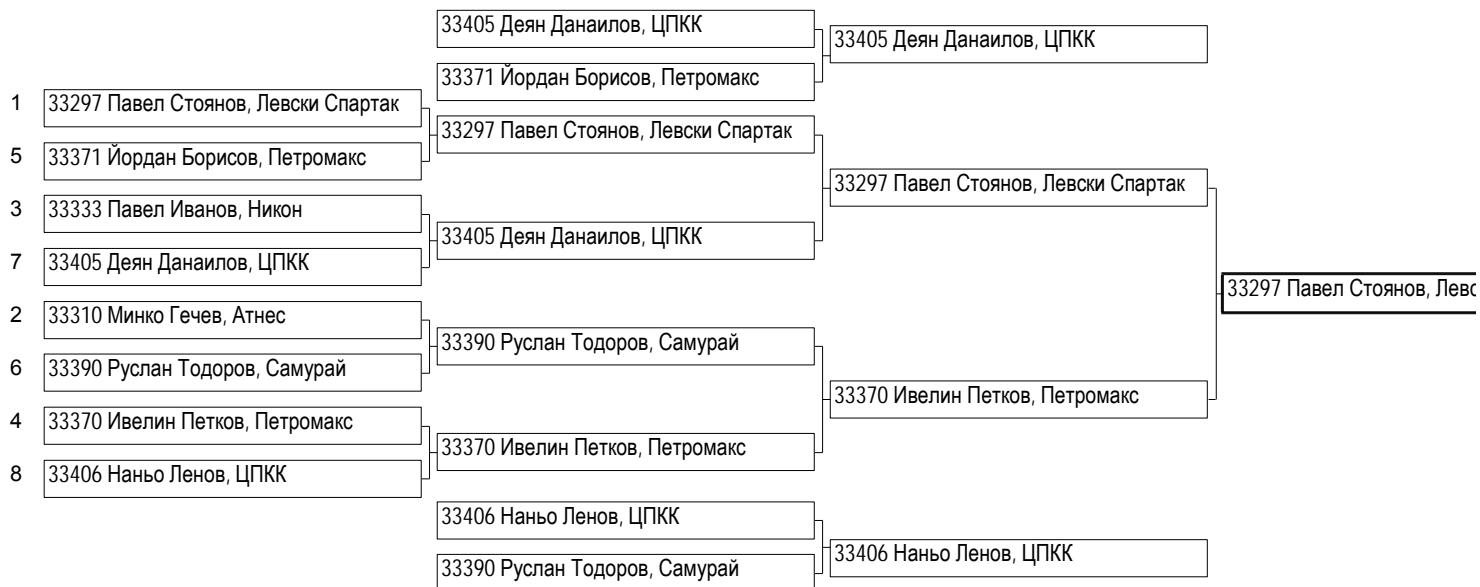 33405 Деян Данаилов, ЦПКК
33405 Деян Данаилов, ЦПКК
33371 Йордан Борисов, Петромакс
1 33297 Павел Стоянов, Левски Спартак
33297 Павел Стоянов, Левски Спартак
5 33371 Йордан Борисов, Петромакс
33297 Павел Стоянов, Левски Спартак
3 33333 Павел Иванов, Никон
33405 Деян Данаилов, ЦПКК
7 33405 Деян Данаилов, ЦПКК
33297 Павел Стоянов, Левс
2 33310 Минко Гечев, Атнес
33390 Руслан Тодоров, Самурай
6 33390 Руслан Тодоров, Самурай
33370 Ивелин Петков, Петромакс
4 33370 Ивелин Петков, Петромакс
33370 Ивелин Петков, Петромакс
8 33406 Наньо Ленов, ЦПКК
33406 Наньо Ленов, ЦПКК
33406 Наньо Ленов, ЦПКК
33390 Руслан Тодоров, Самурай